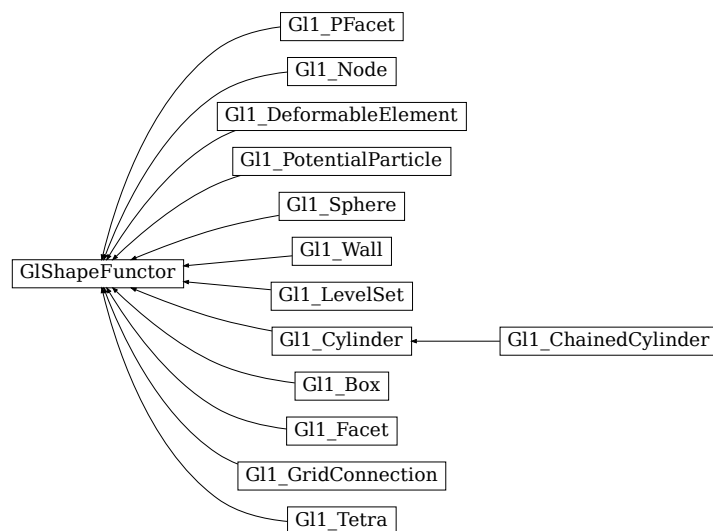 Gl1_PFacet
Gl1_Node
Gl1_DeformableElement
Gl1_PotentialParticle
Gl1_Sphere
Gl1_Wall
GlShapeFunctor
Gl1_LevelSet
Gl1_Cylinder
Gl1_ChainedCylinder
Gl1_Box
Gl1_Facet
Gl1_GridConnection
Gl1_Tetra